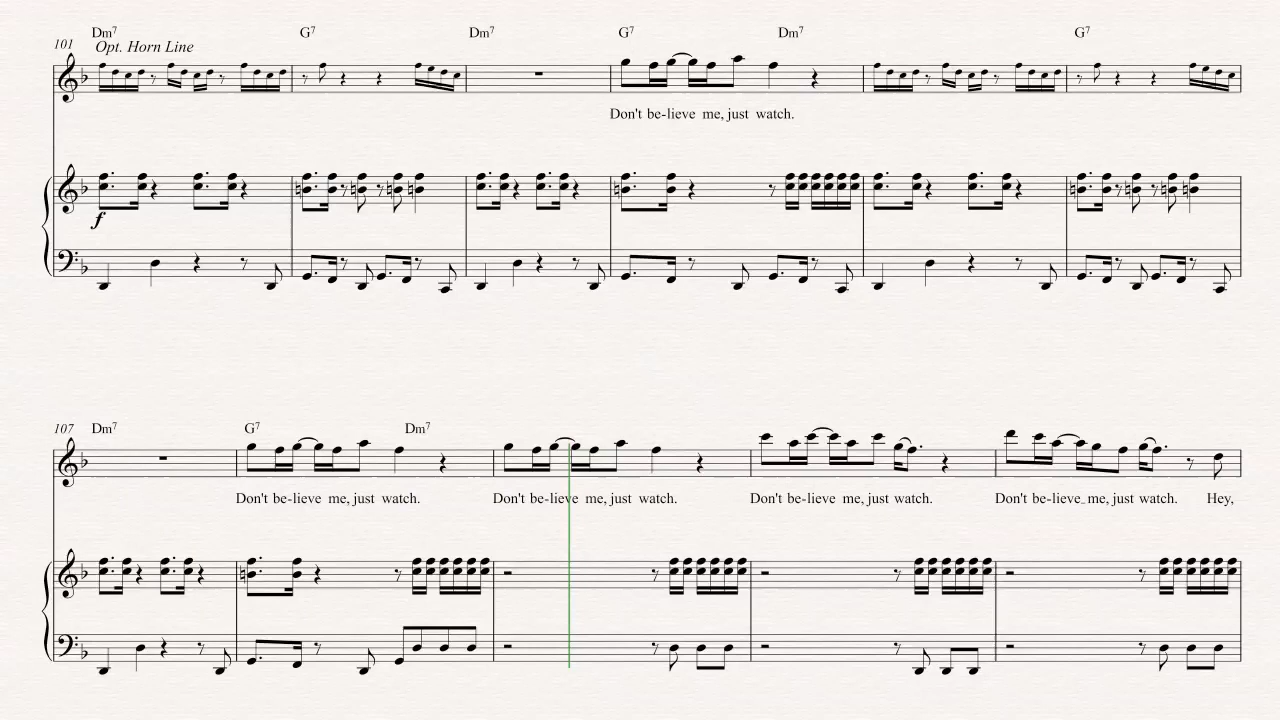 Dm7 G7 Dm7 G7 Dm7 G7
101 Opt. Horn Line
Don't be-lieve me, just watch.
f
107 Dm7 G7 Dm7
Don't be-lieve me, just watch. Don't be-lieve me, just watch. Don't be-lieve me, just watch. Don't be-lieve_ me, just watch. Hey,